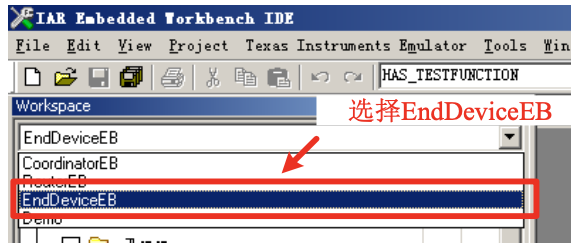 IAR Embedded Workbench IDE
File Edit View Project Texas Instruments Emulator Tools Win
HAS_TESTFUNCTION
Workspace
选择EndDeviceEB
EndDeviceEB
CoordinatorEB
RouterEB
EndDeviceEB
Demo